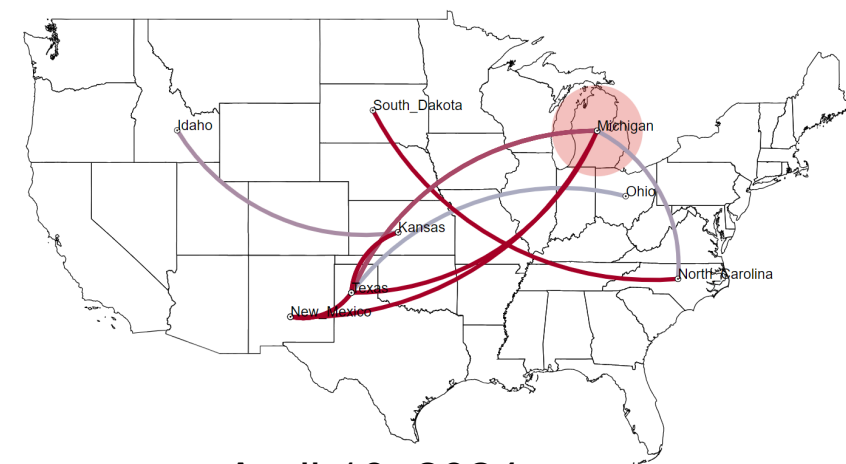 South_Dakota
Idaho
Michigan
Ohio
Kansas
North_Carolina
Texas
New_Mexico